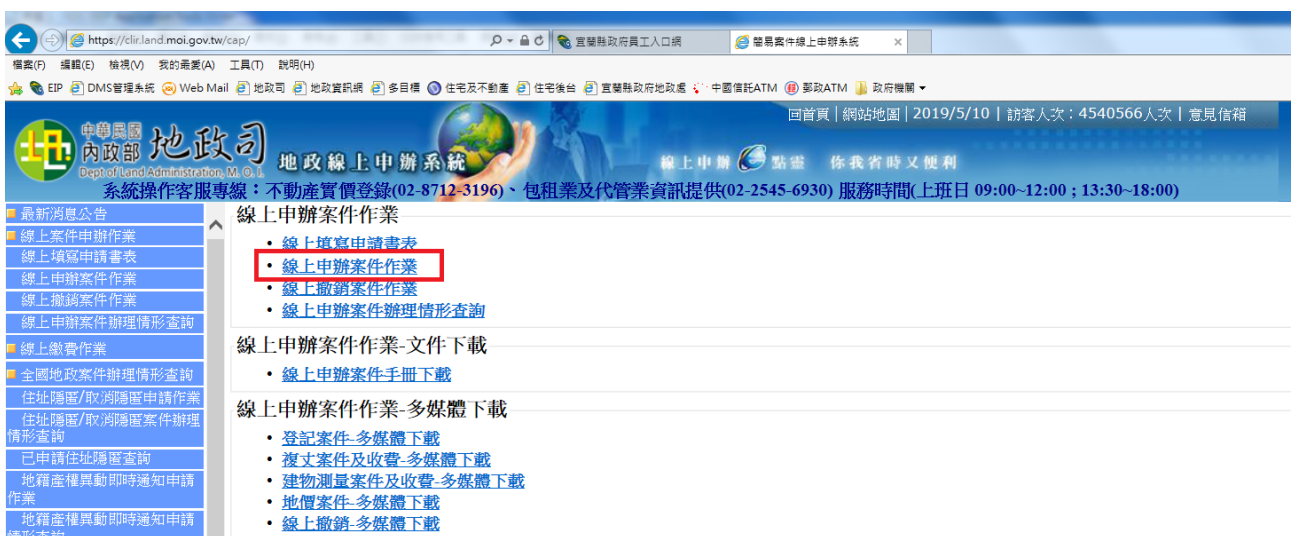 https://clir.land.moi.gov.tw/cap/
宜蘭縣政府員工入口網
簡易案件線上申辦系統
檔案(F) 編輯(E) 檢視(V) 我的最愛(A) 工具(T) 說明(H)
EIP DMS管理系統 Web Mail 地政司 地政資訊網 多目標 住宅及不動產 住宅後台 宜蘭縣政府地政處 中國信託ATM 郵政ATM 政府機關
回首頁 | 網站地圖 | 2019/5/10 | 訪客人次：4540566人次 | 意見信箱
中華民國
內政部 地政司
Dept of Land Administration, M. O. I.
地政線上申辦系統
線上申辦 點靈 你我省時又便利
系統操作客服專線：不動產實價登錄(02-8712-3196)、包租業及代管業資訊提供(02-2545-6930) 服務時間(上班日 09:00~12:00 ; 13:30~18:00)
最新消息公告
線上案件申辦作業
線上填寫申請書表
線上申辦案件作業
線上撤銷案件作業
線上申辦案件辦理情形查詢
線上繳費作業
全國地政案件辦理情形查詢
住址隱匿/取消隱匿申請作業
住址隱匿/取消隱匿案件辦理
情形查詢
已申請住址隱匿查詢
地籍產權異動即時通知申請
作業
地籍產權異動即時通知申請
情形查詢
線上申辦案件作業
• 線上填寫申請書表
• 線上申辦案件作業
• 線上撤銷案件作業
• 線上申辦案件辦理情形查詢
線上申辦案件作業-文件下載
• 線上申辦案件手冊下載
線上申辦案件作業-多媒體下載
• 登記案件-多媒體下載
• 複丈案件及收費-多媒體下載
• 建物測量案件及收費-多媒體下載
• 地價案件-多媒體下載
• 線上撤銷-多媒體下載